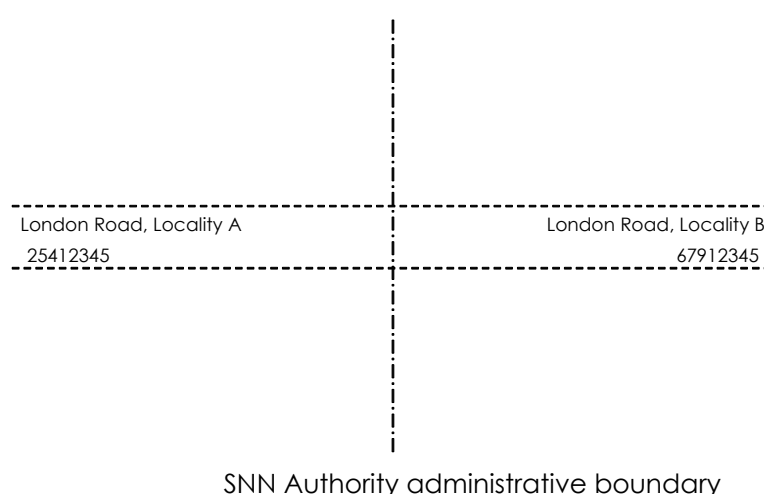 London Road, Locality A
London Road, Locality B
25412345
67912345
SNN Authority administrative boundary